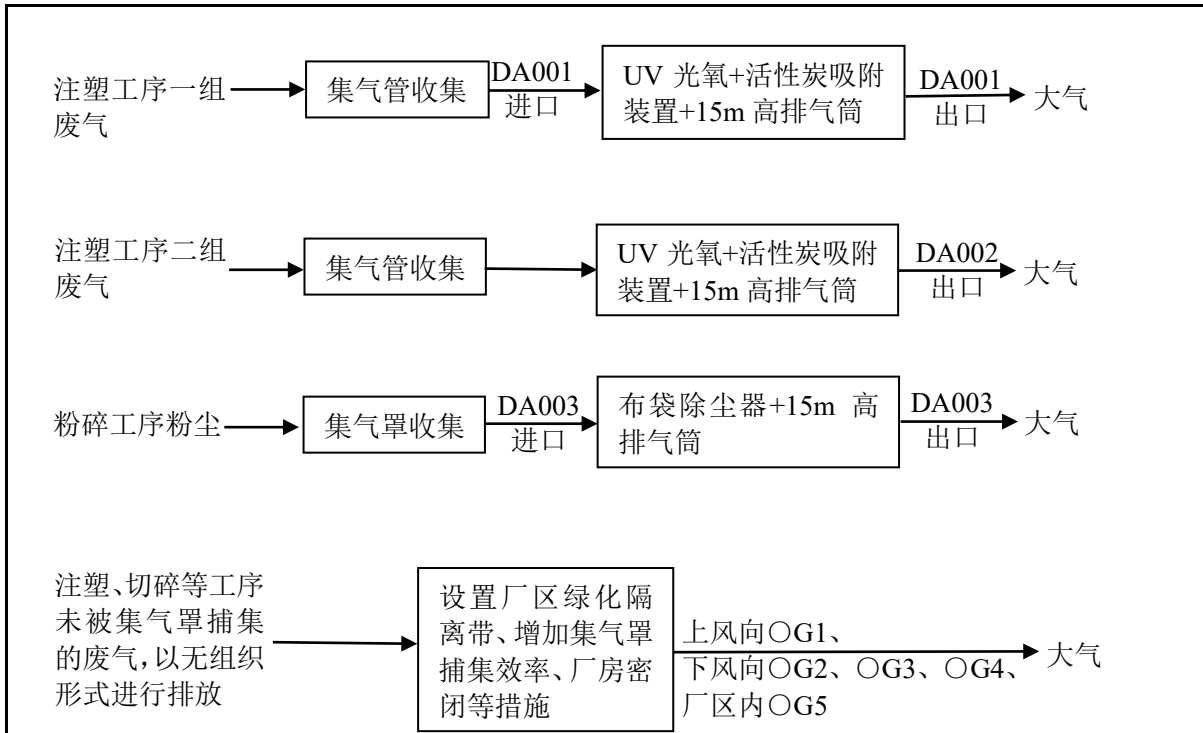 注塑工序一组
废气
集气管收集
DA001
进口
UV 光氧+活性炭吸附
装置+15m 高排气筒
DA001
出口
大气
注塑工序二组
废气
集气管收集
UV 光氧+活性炭吸附
装置+15m 高排气筒
DA002
出口
大气
粉碎工序粉尘
集气罩收集
DA003
进口
布袋除尘器+15m 高
排气筒
DA003
出口
大气
注塑、切碎等工序
未被集气罩捕集
的废气，以无组织
形式进行排放
设置厂区绿化隔
离带、增加集气罩
捕集效率、厂房密
闭等措施
上风向○G1、
下风向○G2、○G3、○G4、
厂区内○G5
大气